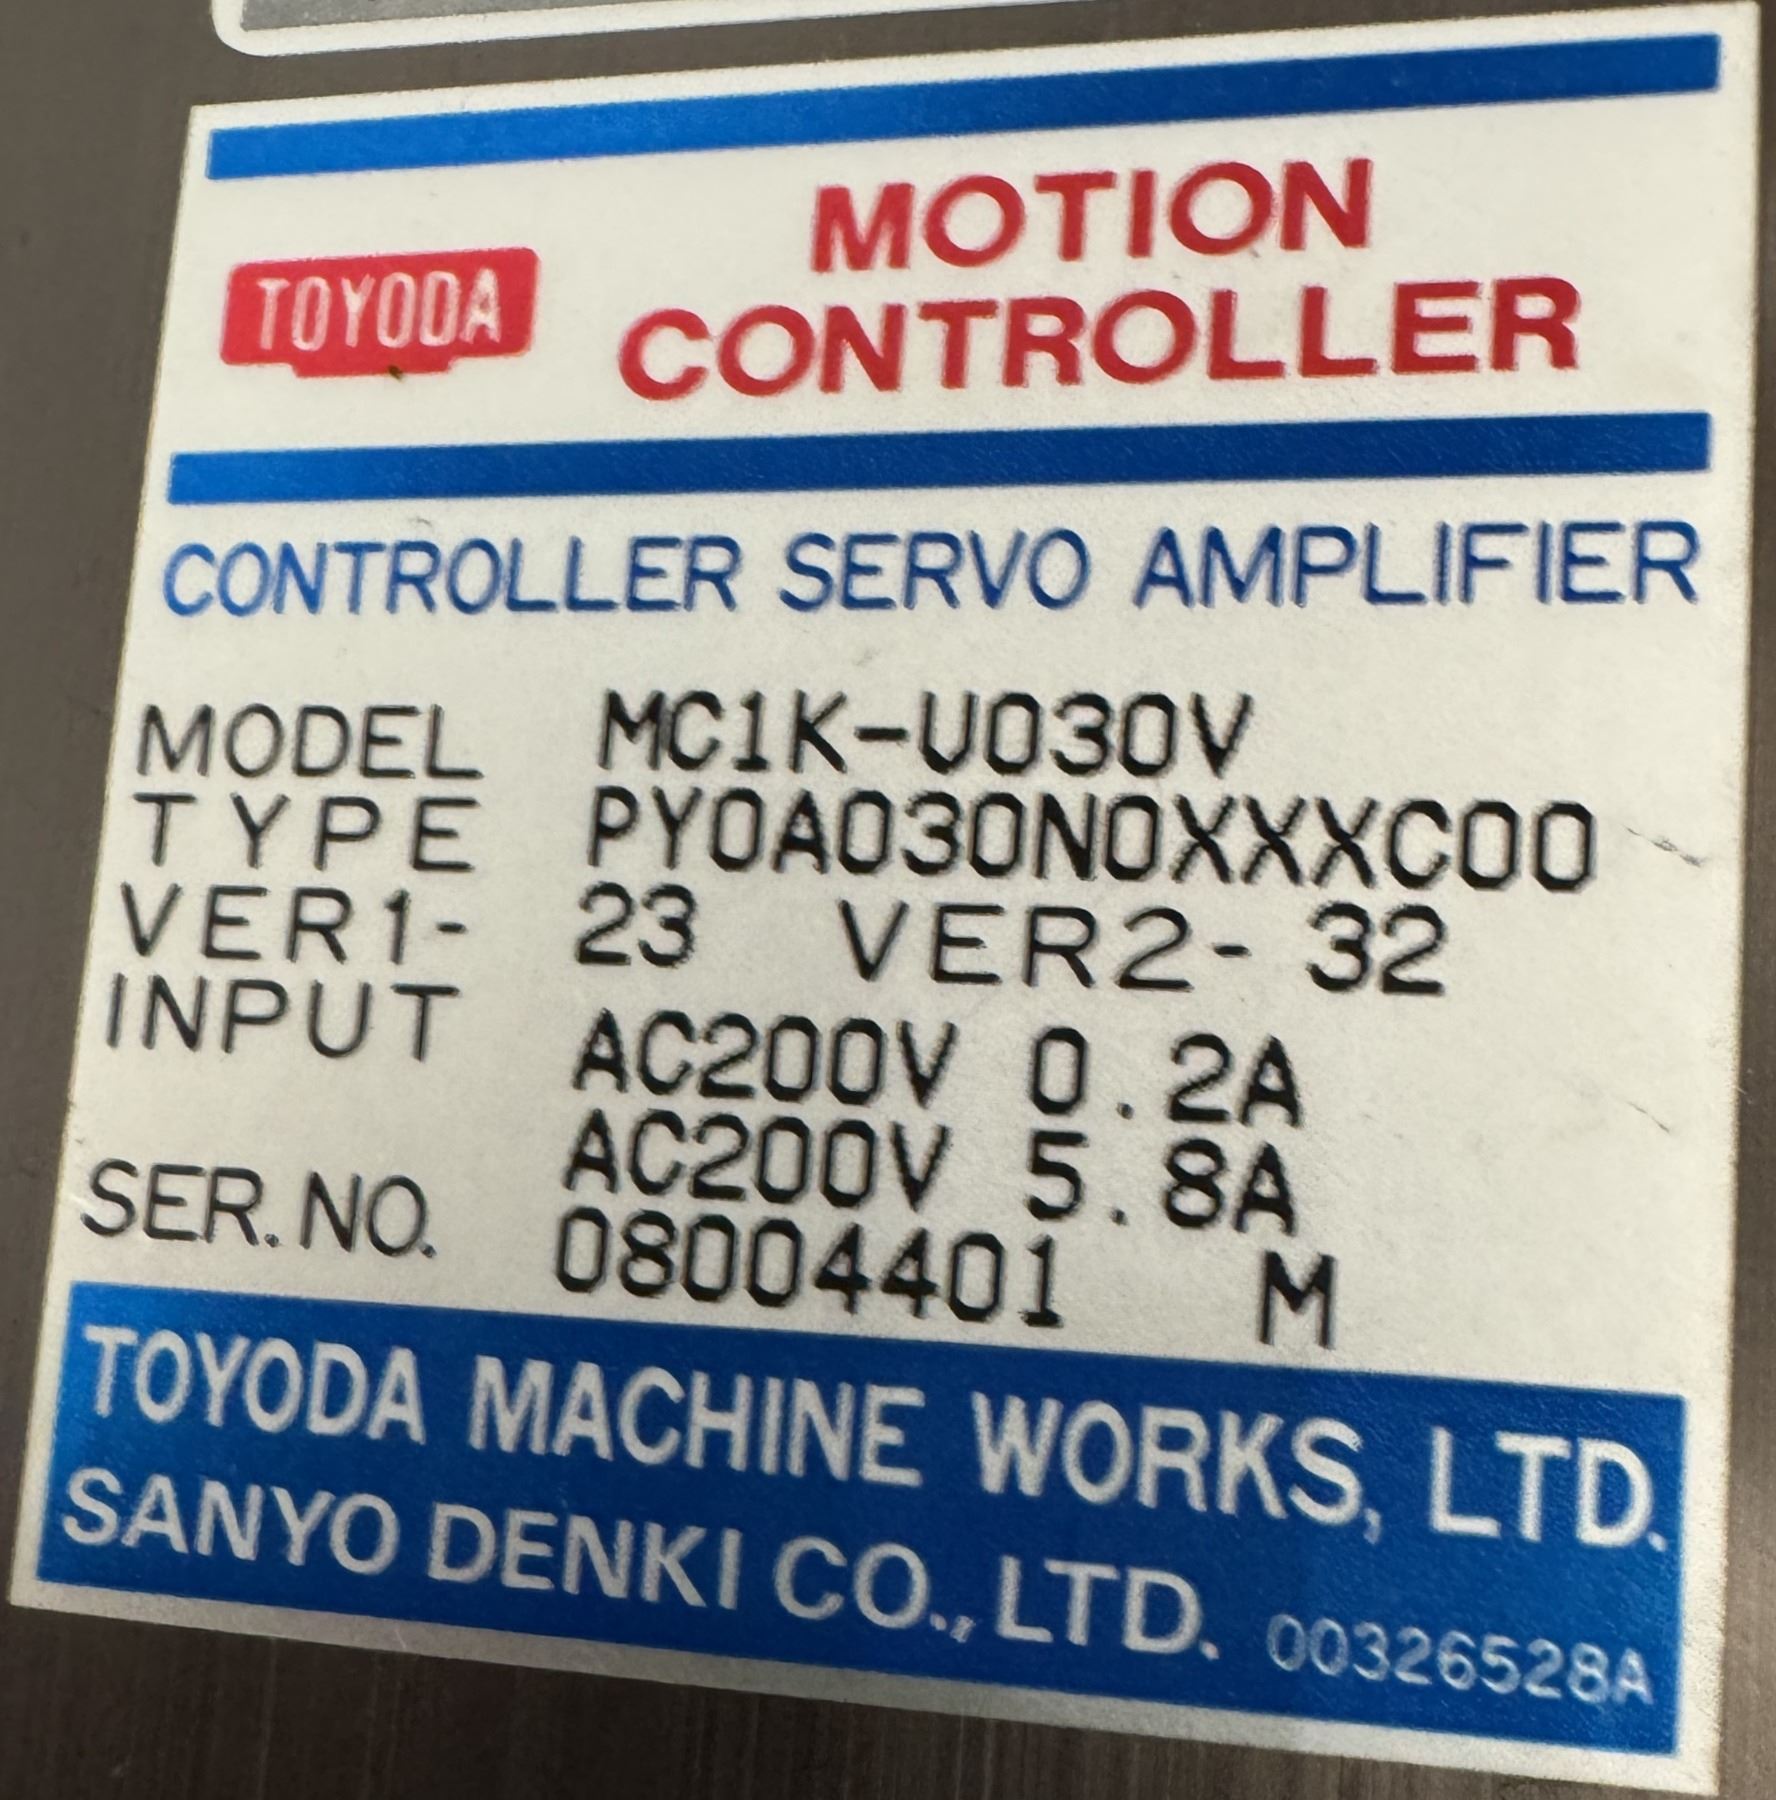 TOYODA
MOTION
CONTROLLER
CONTROLLER SERVO AMPLIFIER
MODEL MC1K-U030V
TYPE PY0A030N0XXXC00
VER1- 23 VER2- 32
INPUT AC200V 0.2A
AC200V 5.8A
SER. NO. 08004401 M
TOYODA MACHINE WORKS, LTD.
SANYO DENKI CO., LTD. 00326528A